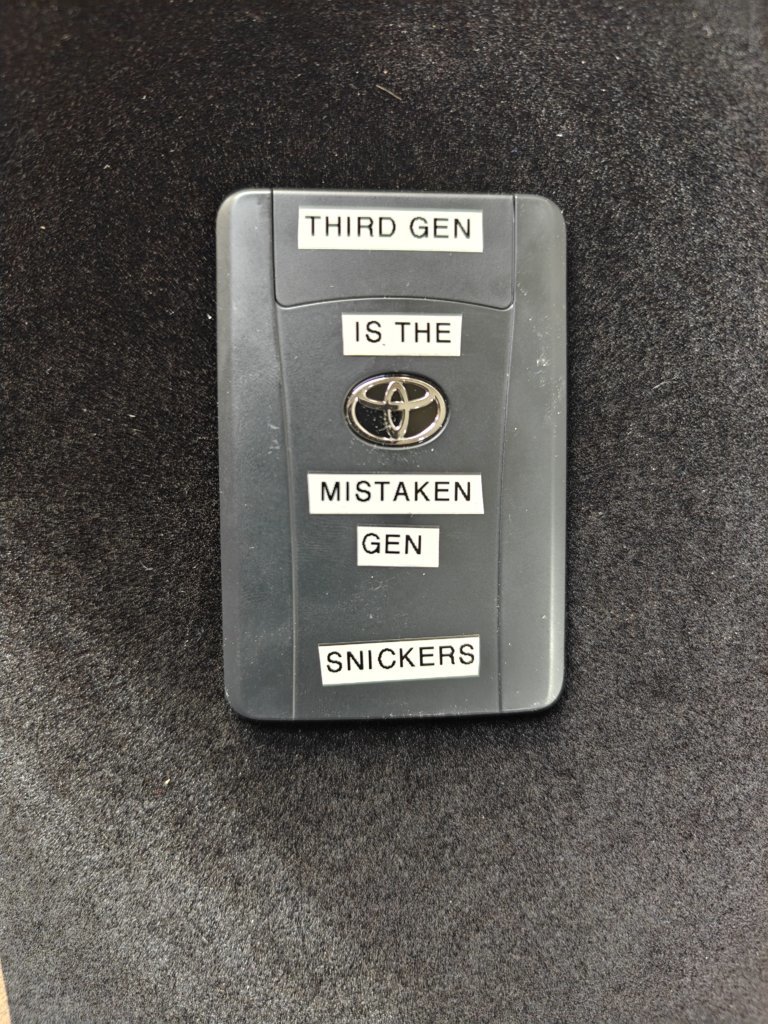 THIRD GEN
IS THE
MISTAKEN
GEN
SNICKERS